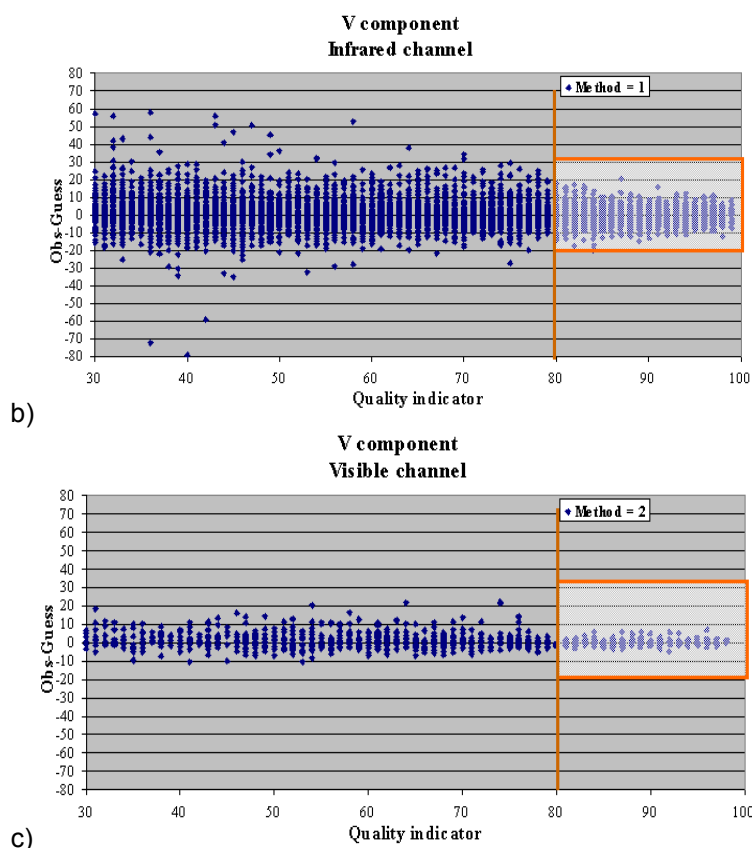 V component
Infrared channel
80
70
60
50
40
30
20
10
0
-10
-20
-30
-40
-50
-60
-70
-80
Obs-Guess
Method = 1
30 40 50 60 70 80 90 100
Quality indicator
b)
V component
Visible channel
80
70
60
50
40
30
20
10
0
-10
-20
-30
-40
-50
-60
-70
-80
Obs-Guess
Method = 2
30 40 50 60 70 80 90 100
Quality indicator
c)